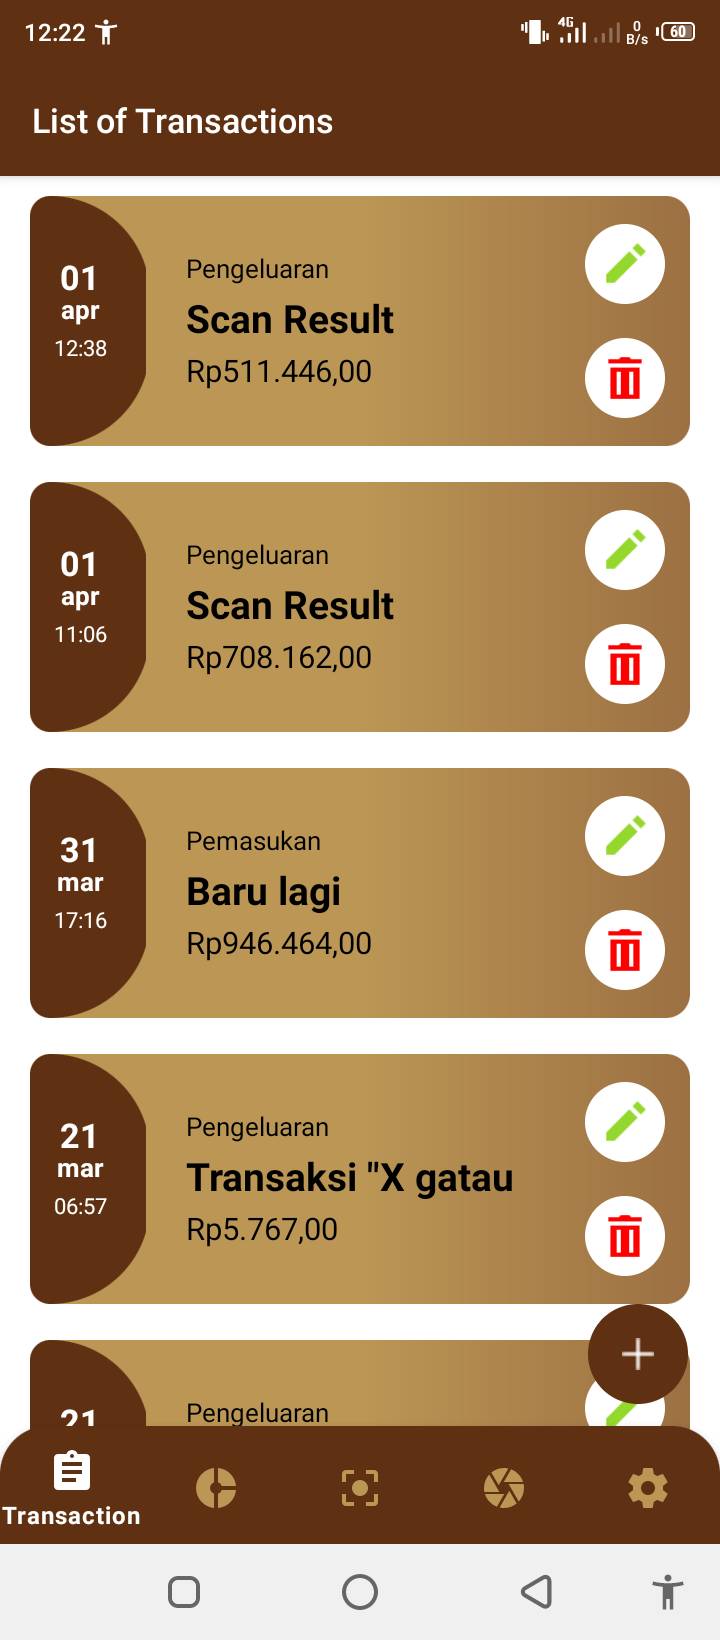 12:22
4G
0
B/s
60
List of Transactions
01
apr
12:38
Pengeluaran
Scan Result
Rp511.446,00
01
apr
11:06
Pengeluaran
Scan Result
Rp708.162,00
31
mar
17:16
Pemasukan
Baru lagi
Rp946.464,00
21
mar
06:57
Pengeluaran
Transaksi "X gatau
Rp5.767,00
21
Pengeluaran
Transaction